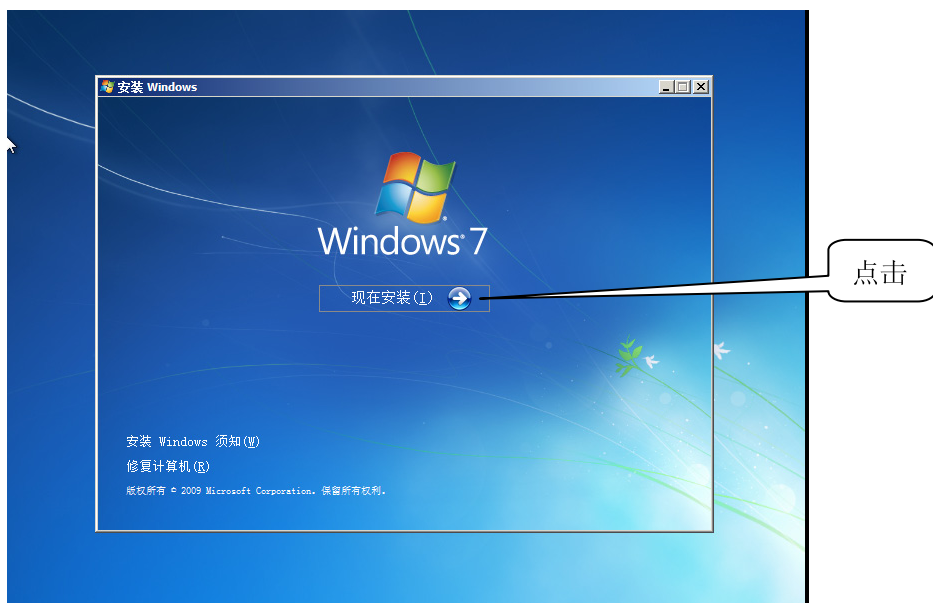 安装 Windows
Windows® 7
现在安装(I)
点击
安装 Windows 须知(W)
修复计算机(R)
版权所有 © 2009 Microsoft Corporation。保留所有权利。